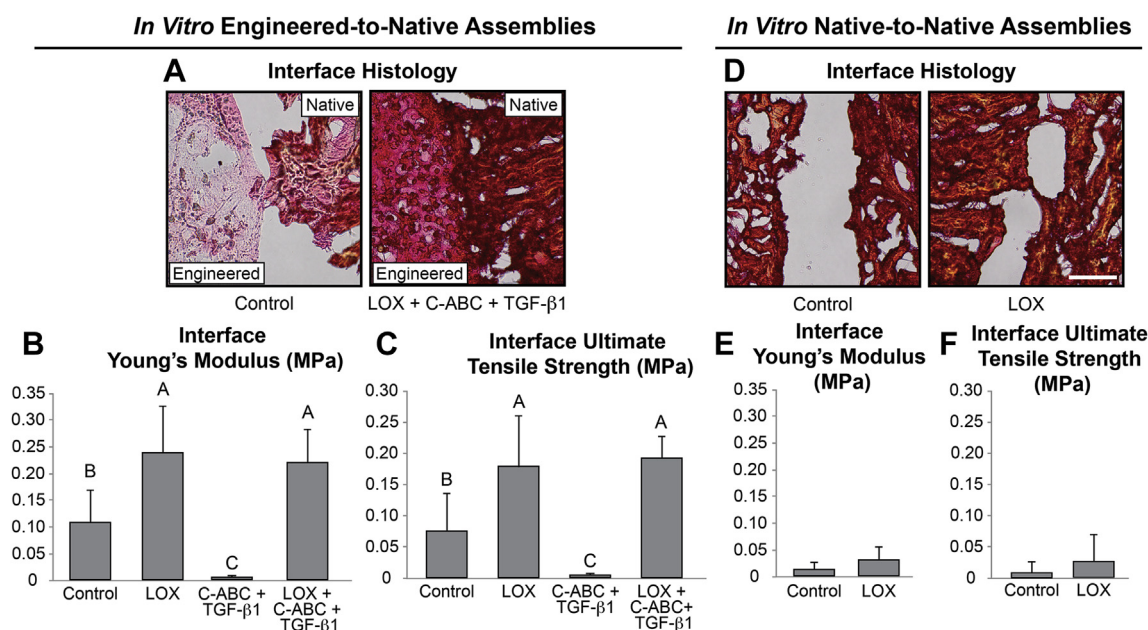 In Vitro Engineered-to-Native Assemblies
A Interface Histology
Native
Engineered
Control
Native
Engineered
LOX + C-ABC + TGF-β1
B Interface
Young's Modulus (MPa)
0.35
0.30
0.25
0.20
0.15
0.10
0.05
0
B
A
C
A
Control
LOX
C-ABC +
TGF-β1
LOX +
C-ABC +
TGF-β1
C Interface Ultimate
Tensile Strength (MPa)
0.30
0.25
0.20
0.15
0.10
0.05
0
B
A
C
A
Control
LOX
C-ABC +
TGF-β1
LOX +
C-ABC+
TGF-β1
In Vitro Native-to-Native Assemblies
D Interface Histology
Control
LOX
E Interface
Young's Modulus
(MPa)
0.35
0.30
0.25
0.20
0.15
0.10
0.05
0
Control
LOX
F Interface Ultimate
Tensile Strength
(MPa)
0.30
0.25
0.20
0.15
0.10
0.05
0
Control
LOX